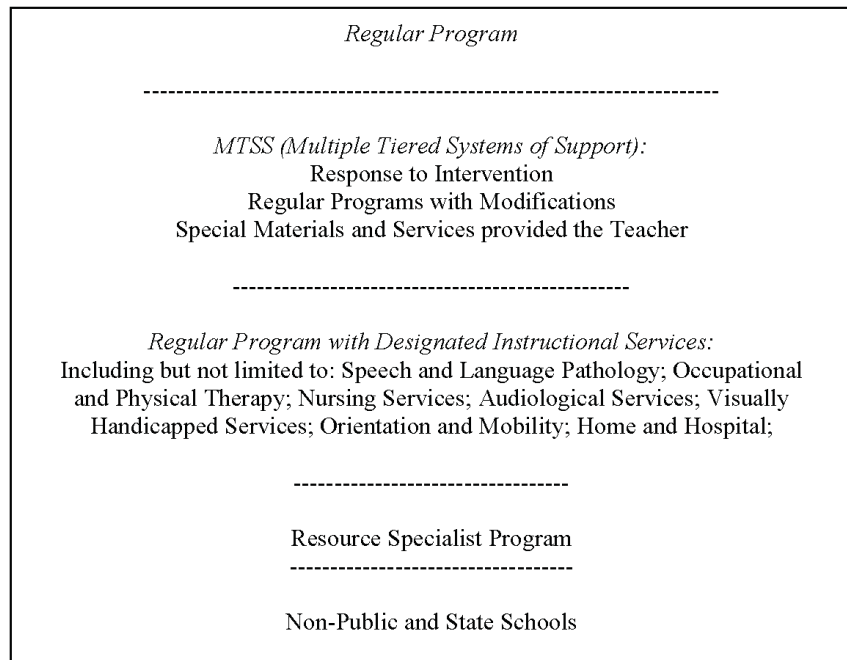 Regular Program
-----------------------------------------------------------------------
MTSS (Multiple Tiered Systems of Support):
Response to Intervention
Regular Programs with Modifications
Special Materials and Services provided the Teacher
-------------------------------------------------
Regular Program with Designated Instructional Services:
Including but not limited to: Speech and Language Pathology; Occupational
and Physical Therapy; Nursing Services; Audiological Services; Visually
Handicapped Services; Orientation and Mobility; Home and Hospital;
----------------------------------
Resource Specialist Program
-----------------------------------
Non-Public and State Schools